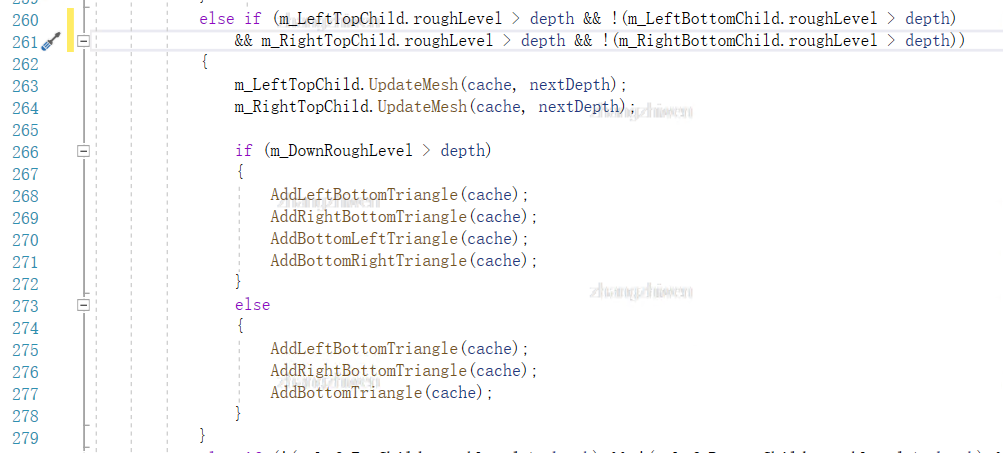 260 else if (m_LeftTopChild.roughLevel > depth && !(m_LeftBottomChild.roughLevel > depth)
261 && m_RightTopChild.roughLevel > depth && !(m_RightBottomChild.roughLevel > depth))
262 {
263 m_LeftTopChild.UpdateMesh(cache, nextDepth);
264 m_RightTopChild.UpdateMesh(cache, nextDepth);
zhangzhiwen
265
266 if (m_DownRoughLevel > depth)
267 {
268 AddLeftBottomTriangle(cache);
269 AddRightBottomTriangle(cache);
270 AddBottomLeftTriangle(cache);
271 AddBottomRightTriangle(cache);
272 }
zhangzhiwen
273 else
274 {
275 AddLeftBottomTriangle(cache);
276 AddRightBottomTriangle(cache);
277 AddBottomTriangle(cache);
278 }
279 }